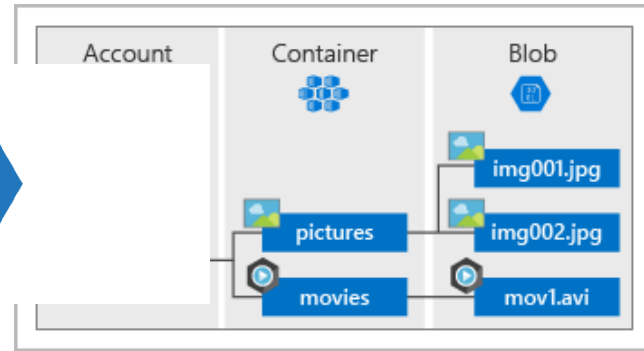 Account
Container
Blob
img001.jpg
pictures
img002.jpg
movies
mov1.avi